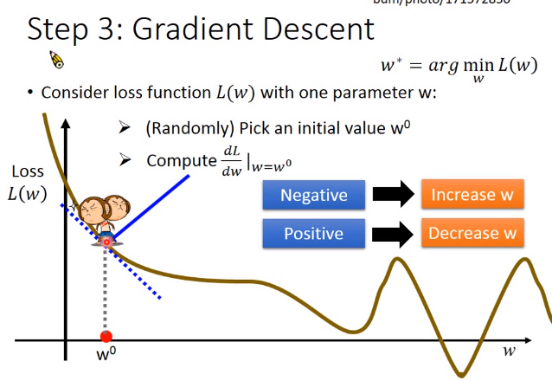 Step 3: Gradient Descent
w* = arg min_w L(w)
• Consider loss function L(w) with one parameter w:
➢ (Randomly) Pick an initial value w⁰
➢ Compute dL/dw |w=w⁰
Loss
L(w)
Negative
Increase w
Positive
Decrease w
w⁰
w